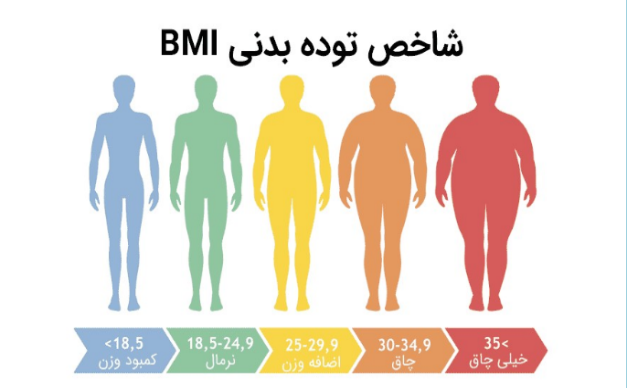 شاخص توده بدنی BMI
<18,5
کمبود وزن
18,5-24,9
نرمال
25-29,9
اضافه وزن
30-34,9
چاق
35<
خیلی چاق